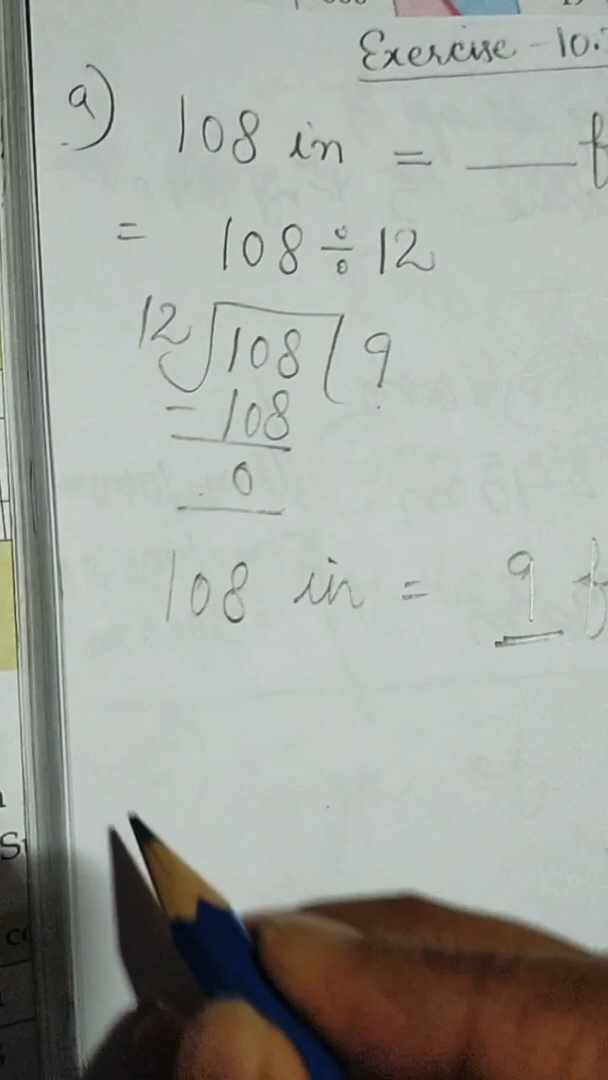 Exercise - 10.
a) 108 in = ___ f
= 108 ÷ 12
12√108(9
- 108
0
108 in = 9 f